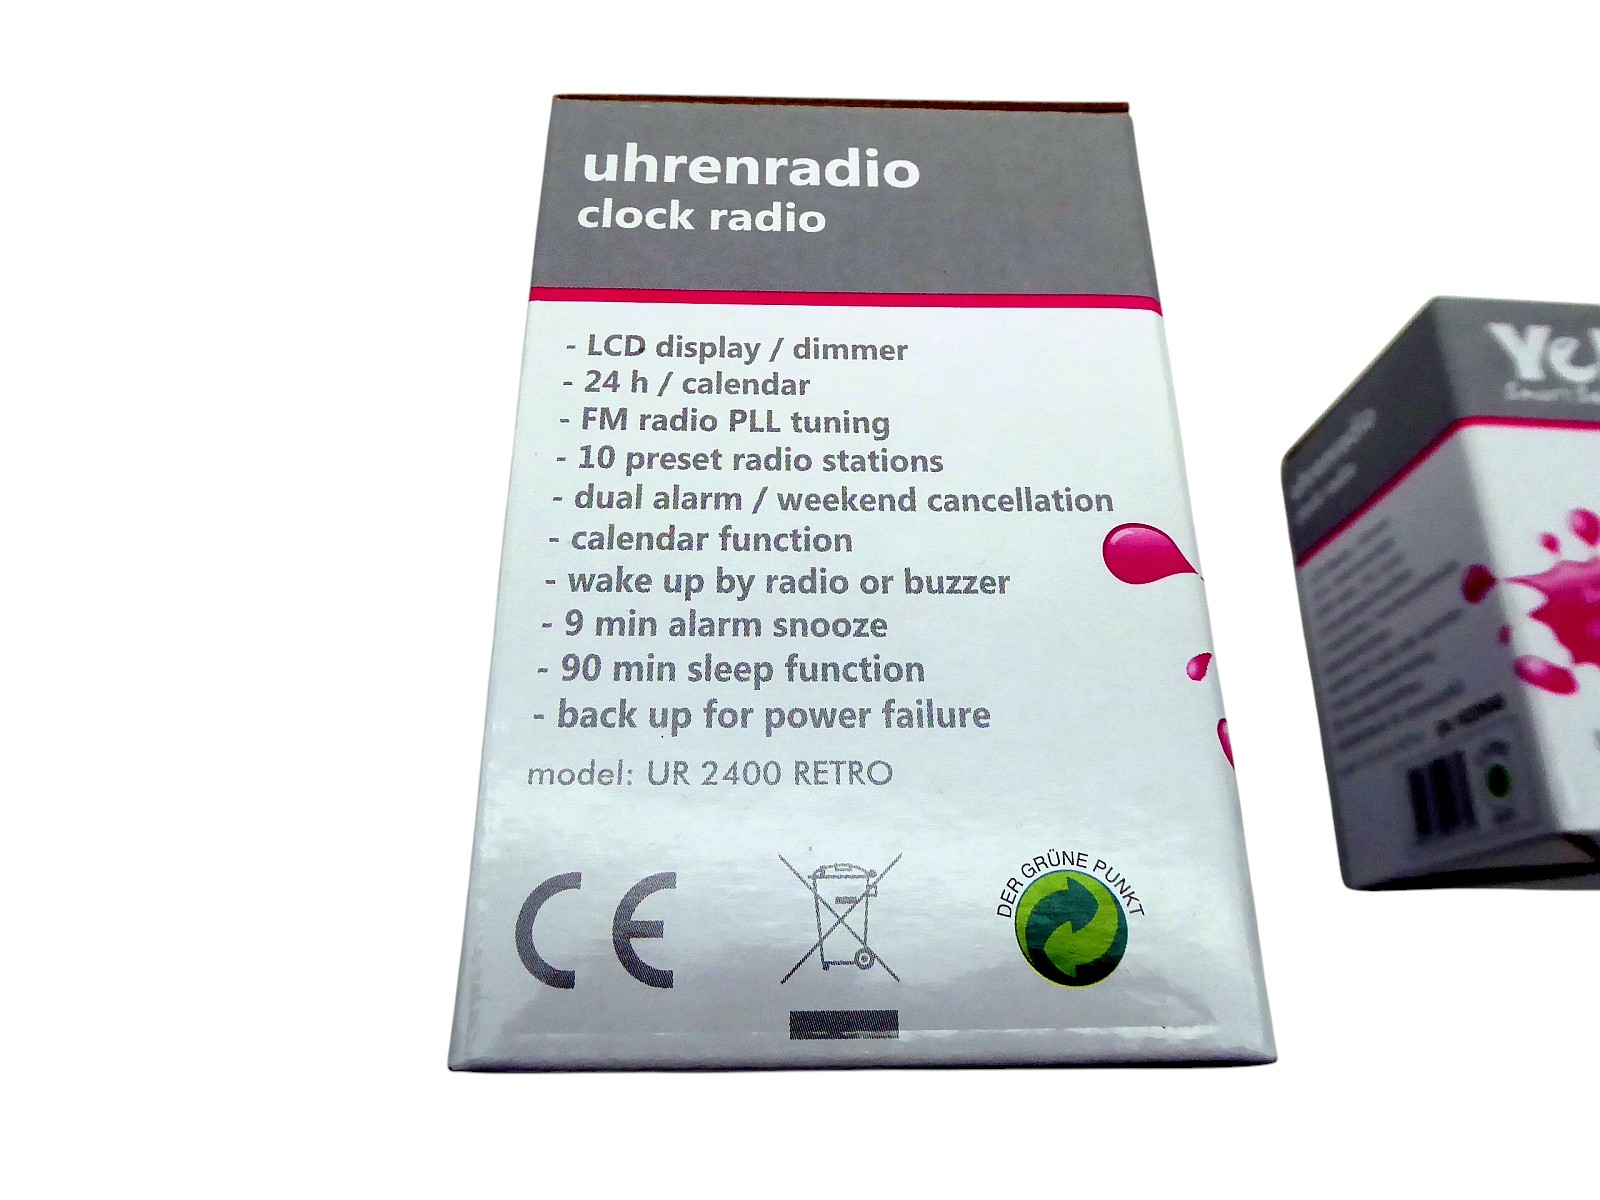 uhrenradio
clock radio
- LCD display / dimmer
- 24 h / calendar
- FM radio PLL tuning
- 10 preset radio stations
- dual alarm / weekend cancellation
- calendar function
- wake up by radio or buzzer
- 9 min alarm snooze
- 90 min sleep function
- back up for power failure
model: UR 2400 RETRO
CE
DER GRÜNE PUNKT
uhrenradio